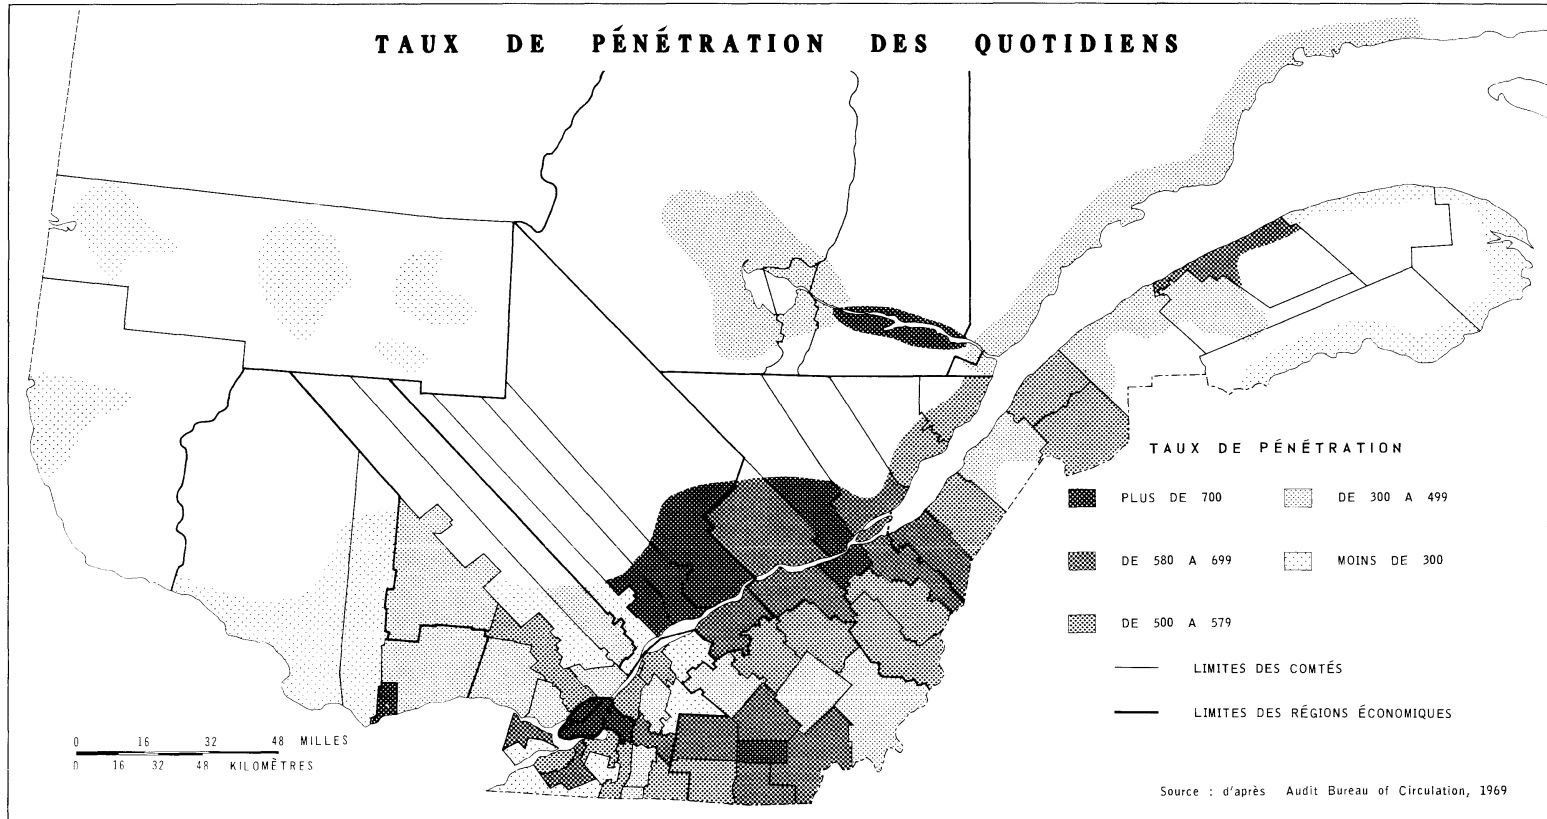 TAUX DE PÉNÉTRATION DES QUOTIDIENS
TAUX DE PÉNÉTRATION
PLUS DE 700
DE 300 A 499
DE 580 A 699
MOINS DE 300
DE 500 A 579
LIMITES DES COMTÉS
LIMITES DES RÉGIONS ÉCONOMIQUES
0 16 32 48 MILLES
0 16 32 48 KILOMÈTRES
Source : d'après Audit Bureau of Circulation, 1969